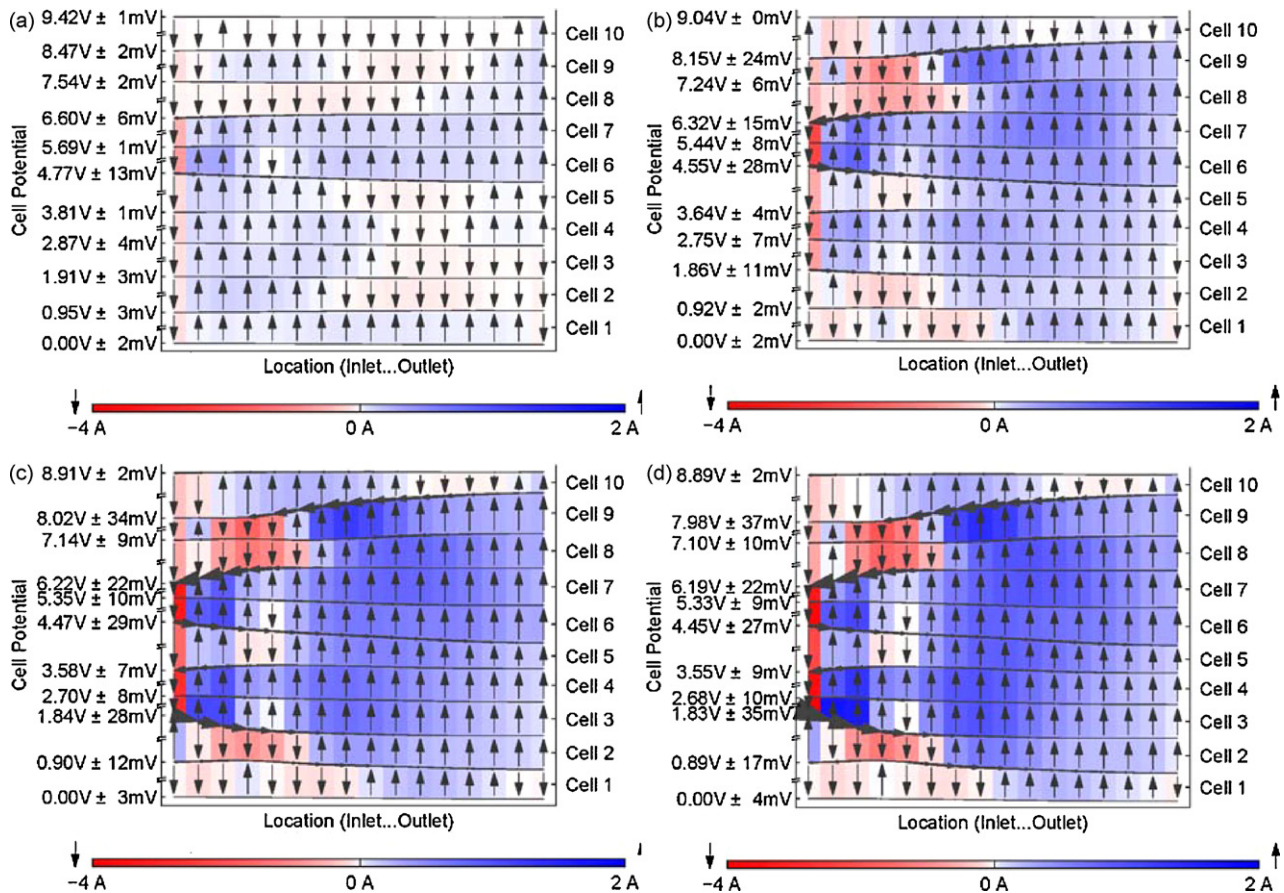 (a)
9.42V ± 1mV
8.47V ± 2mV
7.54V ± 2mV
6.60V ± 6mV
5.69V ± 1mV
4.77V ± 13mV
3.81V ± 1mV
2.87V ± 4mV
1.91V ± 3mV
0.95V ± 3mV
0.00V ± 2mV
Cell Potential
Cell 10
Cell 9
Cell 8
Cell 7
Cell 6
Cell 5
Cell 4
Cell 3
Cell 2
Cell 1
Location (Inlet...Outlet)
−4 A
0 A
2 A
(b)
9.04V ± 0mV
8.15V ± 24mV
7.24V ± 6mV
6.32V ± 15mV
5.44V ± 8mV
4.55V ± 28mV
3.64V ± 4mV
2.75V ± 7mV
1.86V ± 11mV
0.92V ± 2mV
0.00V ± 2mV
Cell Potential
Cell 10
Cell 9
Cell 8
Cell 7
Cell 6
Cell 5
Cell 4
Cell 3
Cell 2
Cell 1
Location (Inlet...Outlet)
−4 A
0 A
2 A
(c)
8.91V ± 2mV
8.02V ± 34mV
7.14V ± 9mV
6.22V ± 22mV
5.35V ± 10mV
4.47V ± 29mV
3.58V ± 7mV
2.70V ± 8mV
1.84V ± 28mV
0.90V ± 12mV
0.00V ± 3mV
Cell Potential
Cell 10
Cell 9
Cell 8
Cell 7
Cell 6
Cell 5
Cell 4
Cell 3
Cell 2
Cell 1
Location (Inlet...Outlet)
−4 A
0 A
2 A
(d)
8.89V ± 2mV
7.98V ± 37mV
7.10V ± 10mV
6.19V ± 22mV
5.33V ± 9mV
4.45V ± 27mV
3.55V ± 9mV
2.68V ± 10mV
1.83V ± 35mV
0.89V ± 17mV
0.00V ± 4mV
Cell Potential
Cell 10
Cell 9
Cell 8
Cell 7
Cell 6
Cell 5
Cell 4
Cell 3
Cell 2
Cell 1
Location (Inlet...Outlet)
−4 A
0 A
2 A